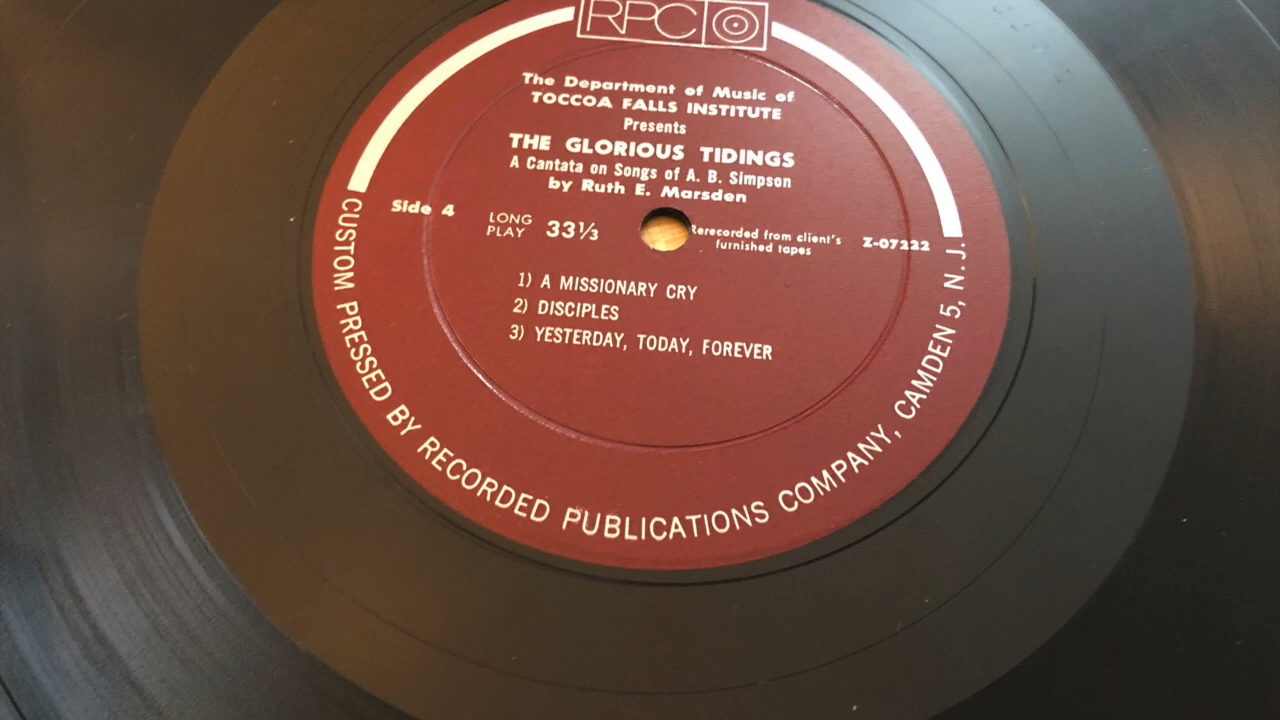 RPC
The Department of Music of
TOCCOA FALLS INSTITUTE
Presents
THE GLORIOUS TIDINGS
A Cantata on Songs of A. B. Simpson
by Ruth E. Marsden
Side 4
LONG
PLAY
33⅓
Rerecorded from client's
furnished tapes
Z-07222
1) A MISSIONARY CRY
2) DISCIPLES
3) YESTERDAY, TODAY, FOREVER
CUSTOM PRESSED BY RECORDED PUBLICATIONS COMPANY, CAMDEN 5, N. J.